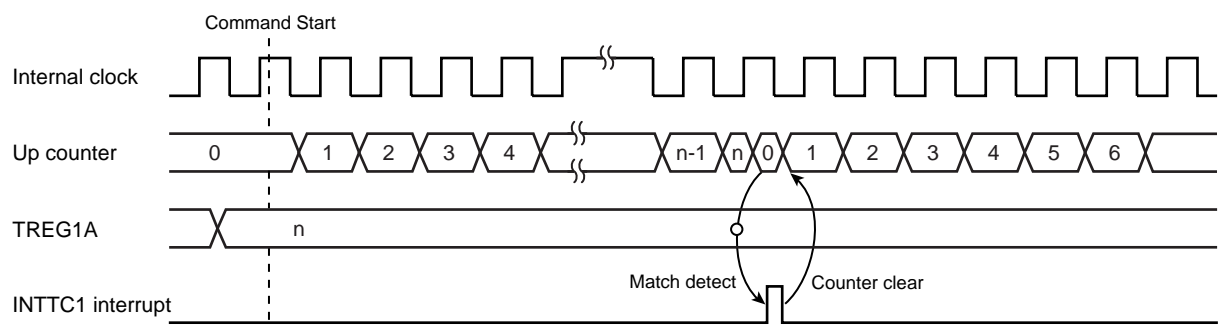 Command Start
Internal clock
Up counter 0 1 2 3 4 n-1 n 0 1 2 3 4 5 6
TREG1A n
Match detect Counter clear
INTTC1 interrupt